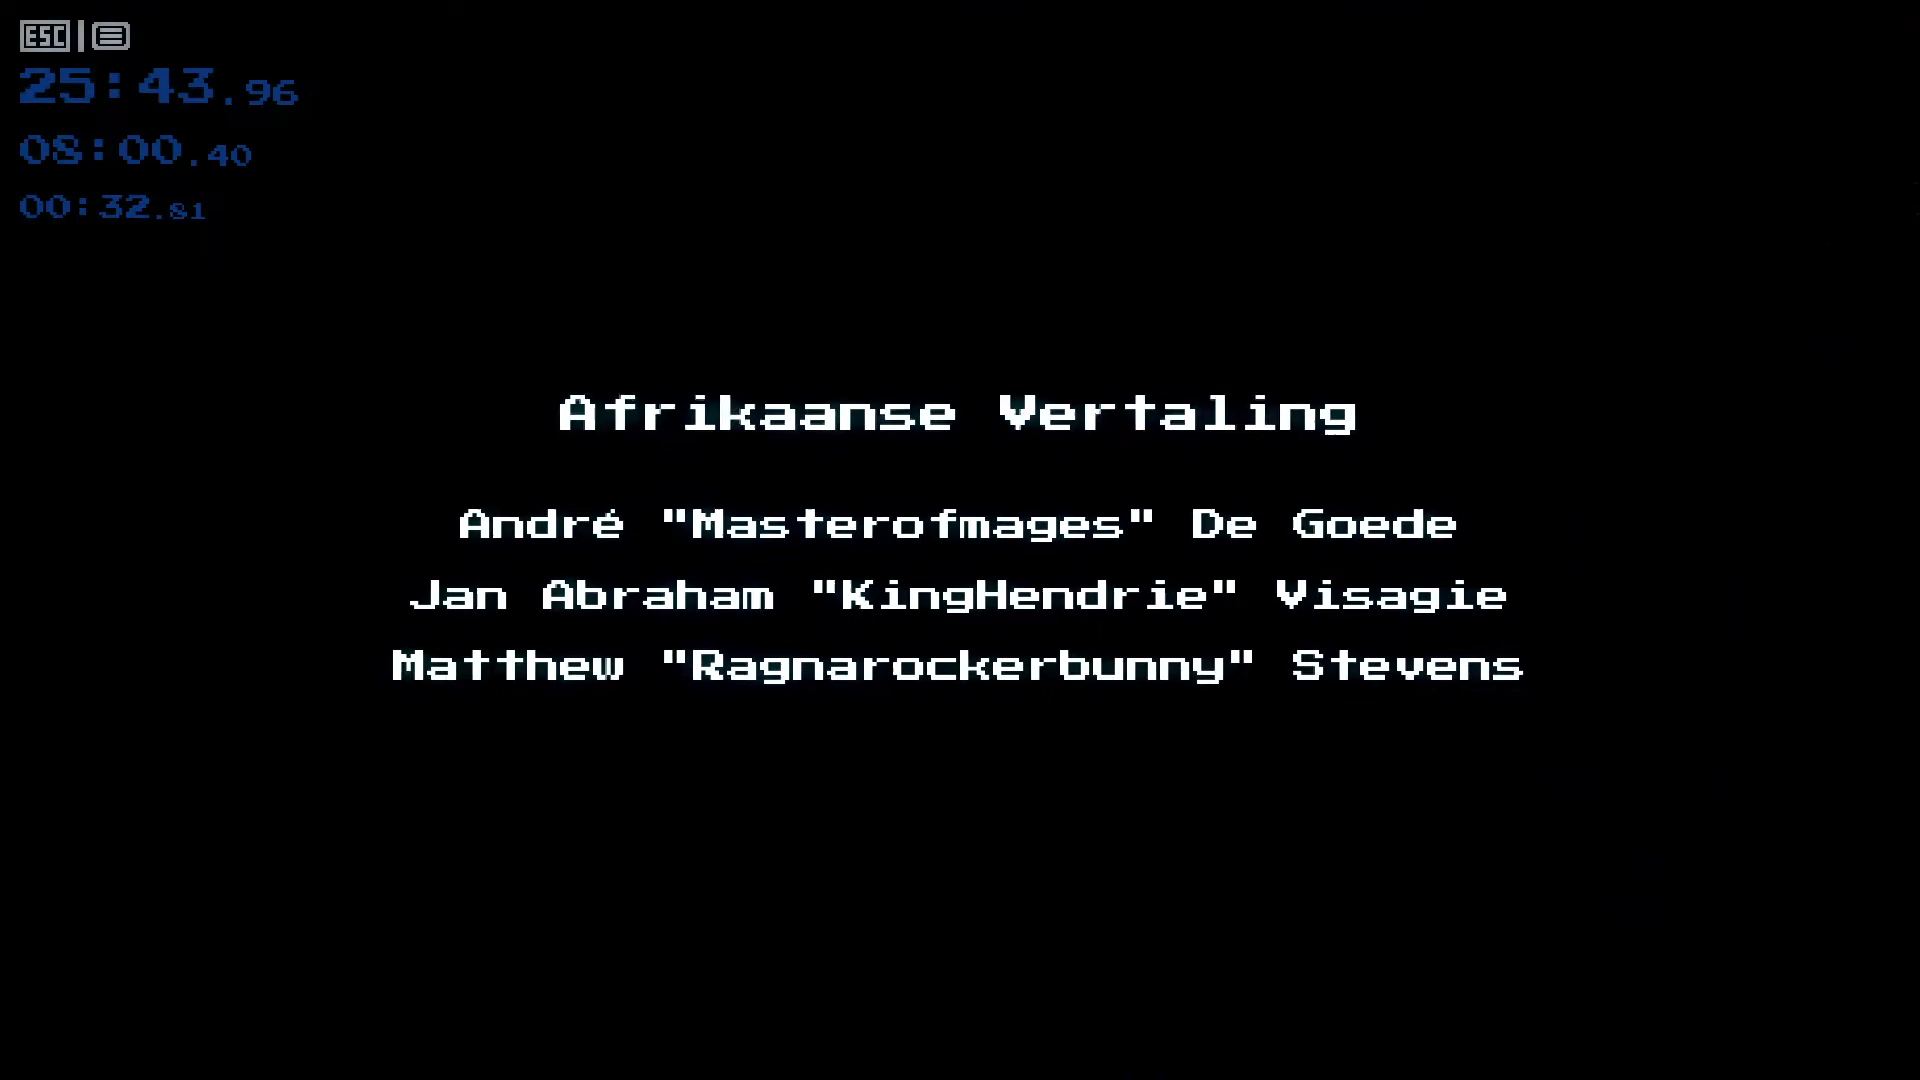 ESC
25:43.96
08:00.40
00:32.81
Afrikaanse Vertaling
André "Masterofmages" De Goede
Jan Abraham "KingHendrie" Visagie
Matthew "Ragnarockerbunny" Stevens